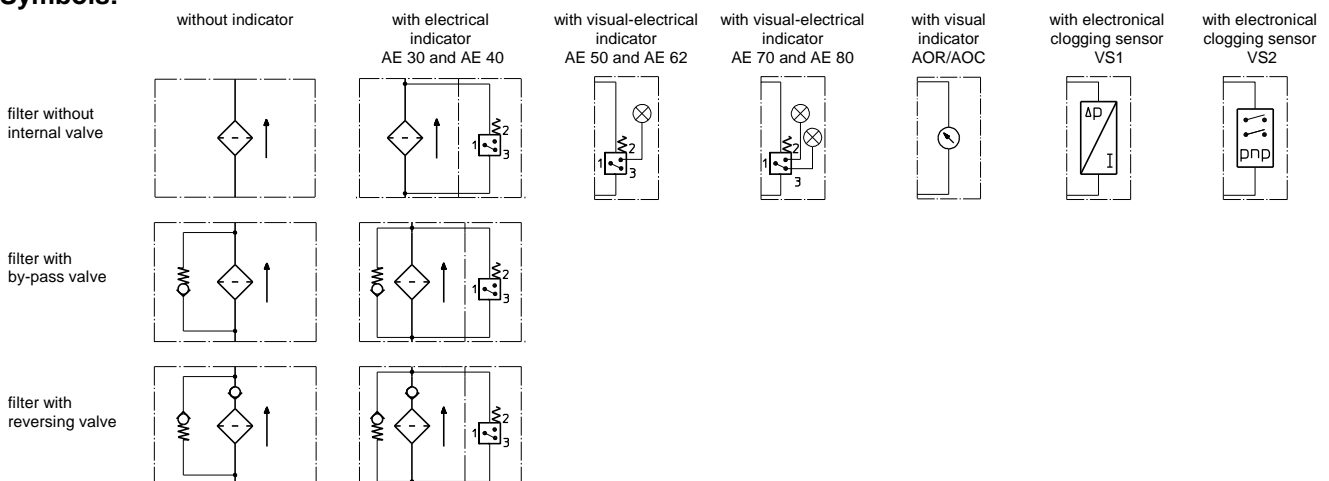 Symbols:
without indicator
with electrical
indicator
AE 30 and AE 40
with visual-electrical
indicator
AE 50 and AE 62
with visual-electrical
indicator
AE 70 and AE 80
with visual
indicator
AOR/AOC
with electronical
clogging sensor
VS1
with electronical
clogging sensor
VS2
filter without
internal valve
1 2 3
1 2 3
1 2 3
Δp
I
pnp
filter with
by-pass valve
1 2 3
filter with
reversing valve
1 2 3